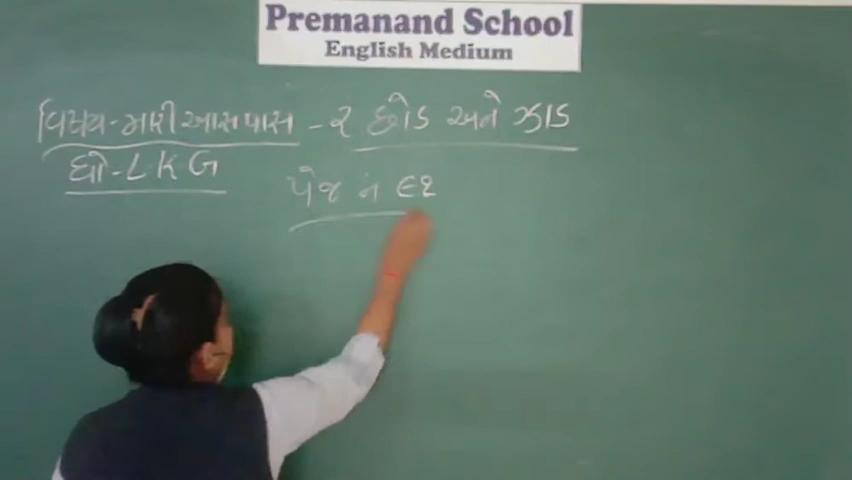 Premanand School
English Medium
વિષય-મારી આસપાસ - ૨ છોડ અને ઝાડ
ધો-LKG
પેજ નં ૯૨